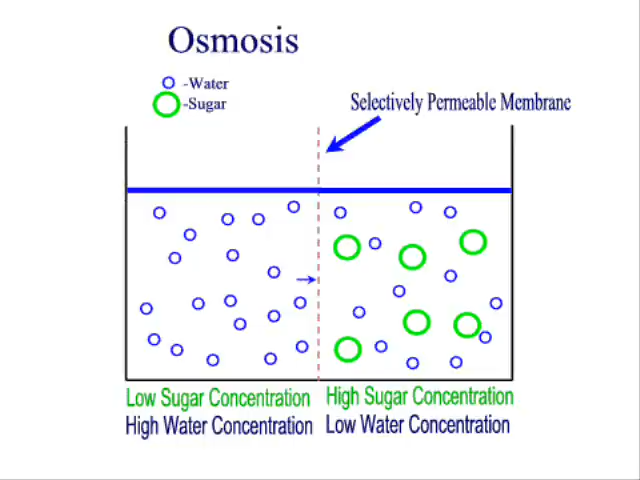 Osmosis
-Water
-Sugar
Selectively Permeable Membrane
Low Sugar Concentration
High Water Concentration
High Sugar Concentration
Low Water Concentration